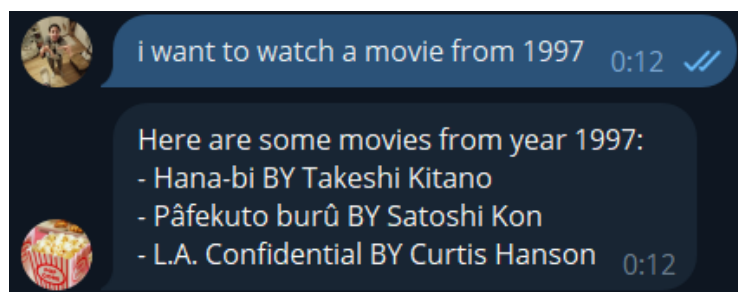 i want to watch a movie from 1997 0:12
Here are some movies from year 1997:
- Hana-bi BY Takeshi Kitano
- Pâfekuto burû BY Satoshi Kon
- L.A. Confidential BY Curtis Hanson 0:12